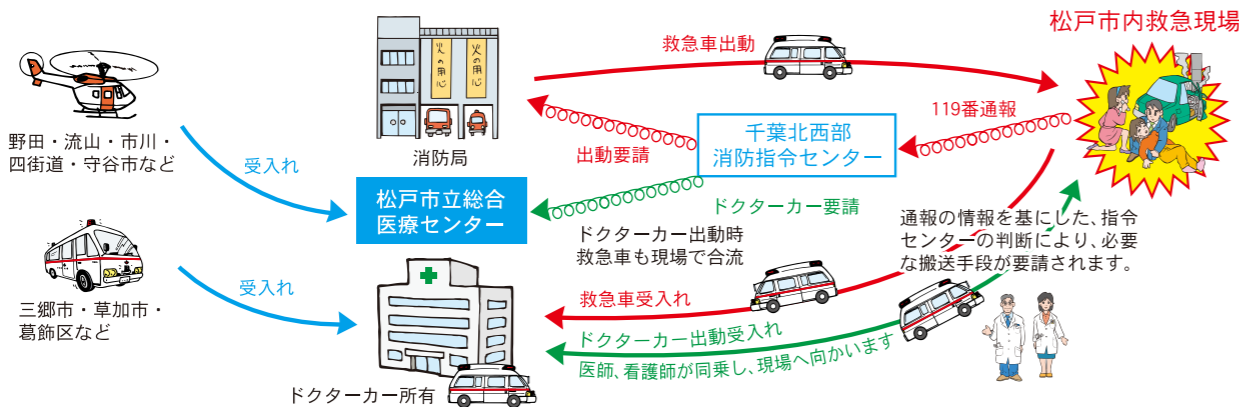 松戸市内救急現場
救急車出動
火の用心
火の用心
119番通報
千葉北西部
消防指令センター
消防局
出動要請
野田・流山・市川・
四街道・守谷市など
受入れ
松戸市立総合
医療センター
ドクターカー要請
通報の情報を基にした、指令
センターの判断により、必要
な搬送手段が要請されます。
ドクターカー出動時
救急車も現場で合流
三郷市・草加市・
葛飾区など
受入れ
救急車受入れ
ドクターカー出動受入れ
医師、看護師が同乗し、現場へ向かいます
ドクターカー所有